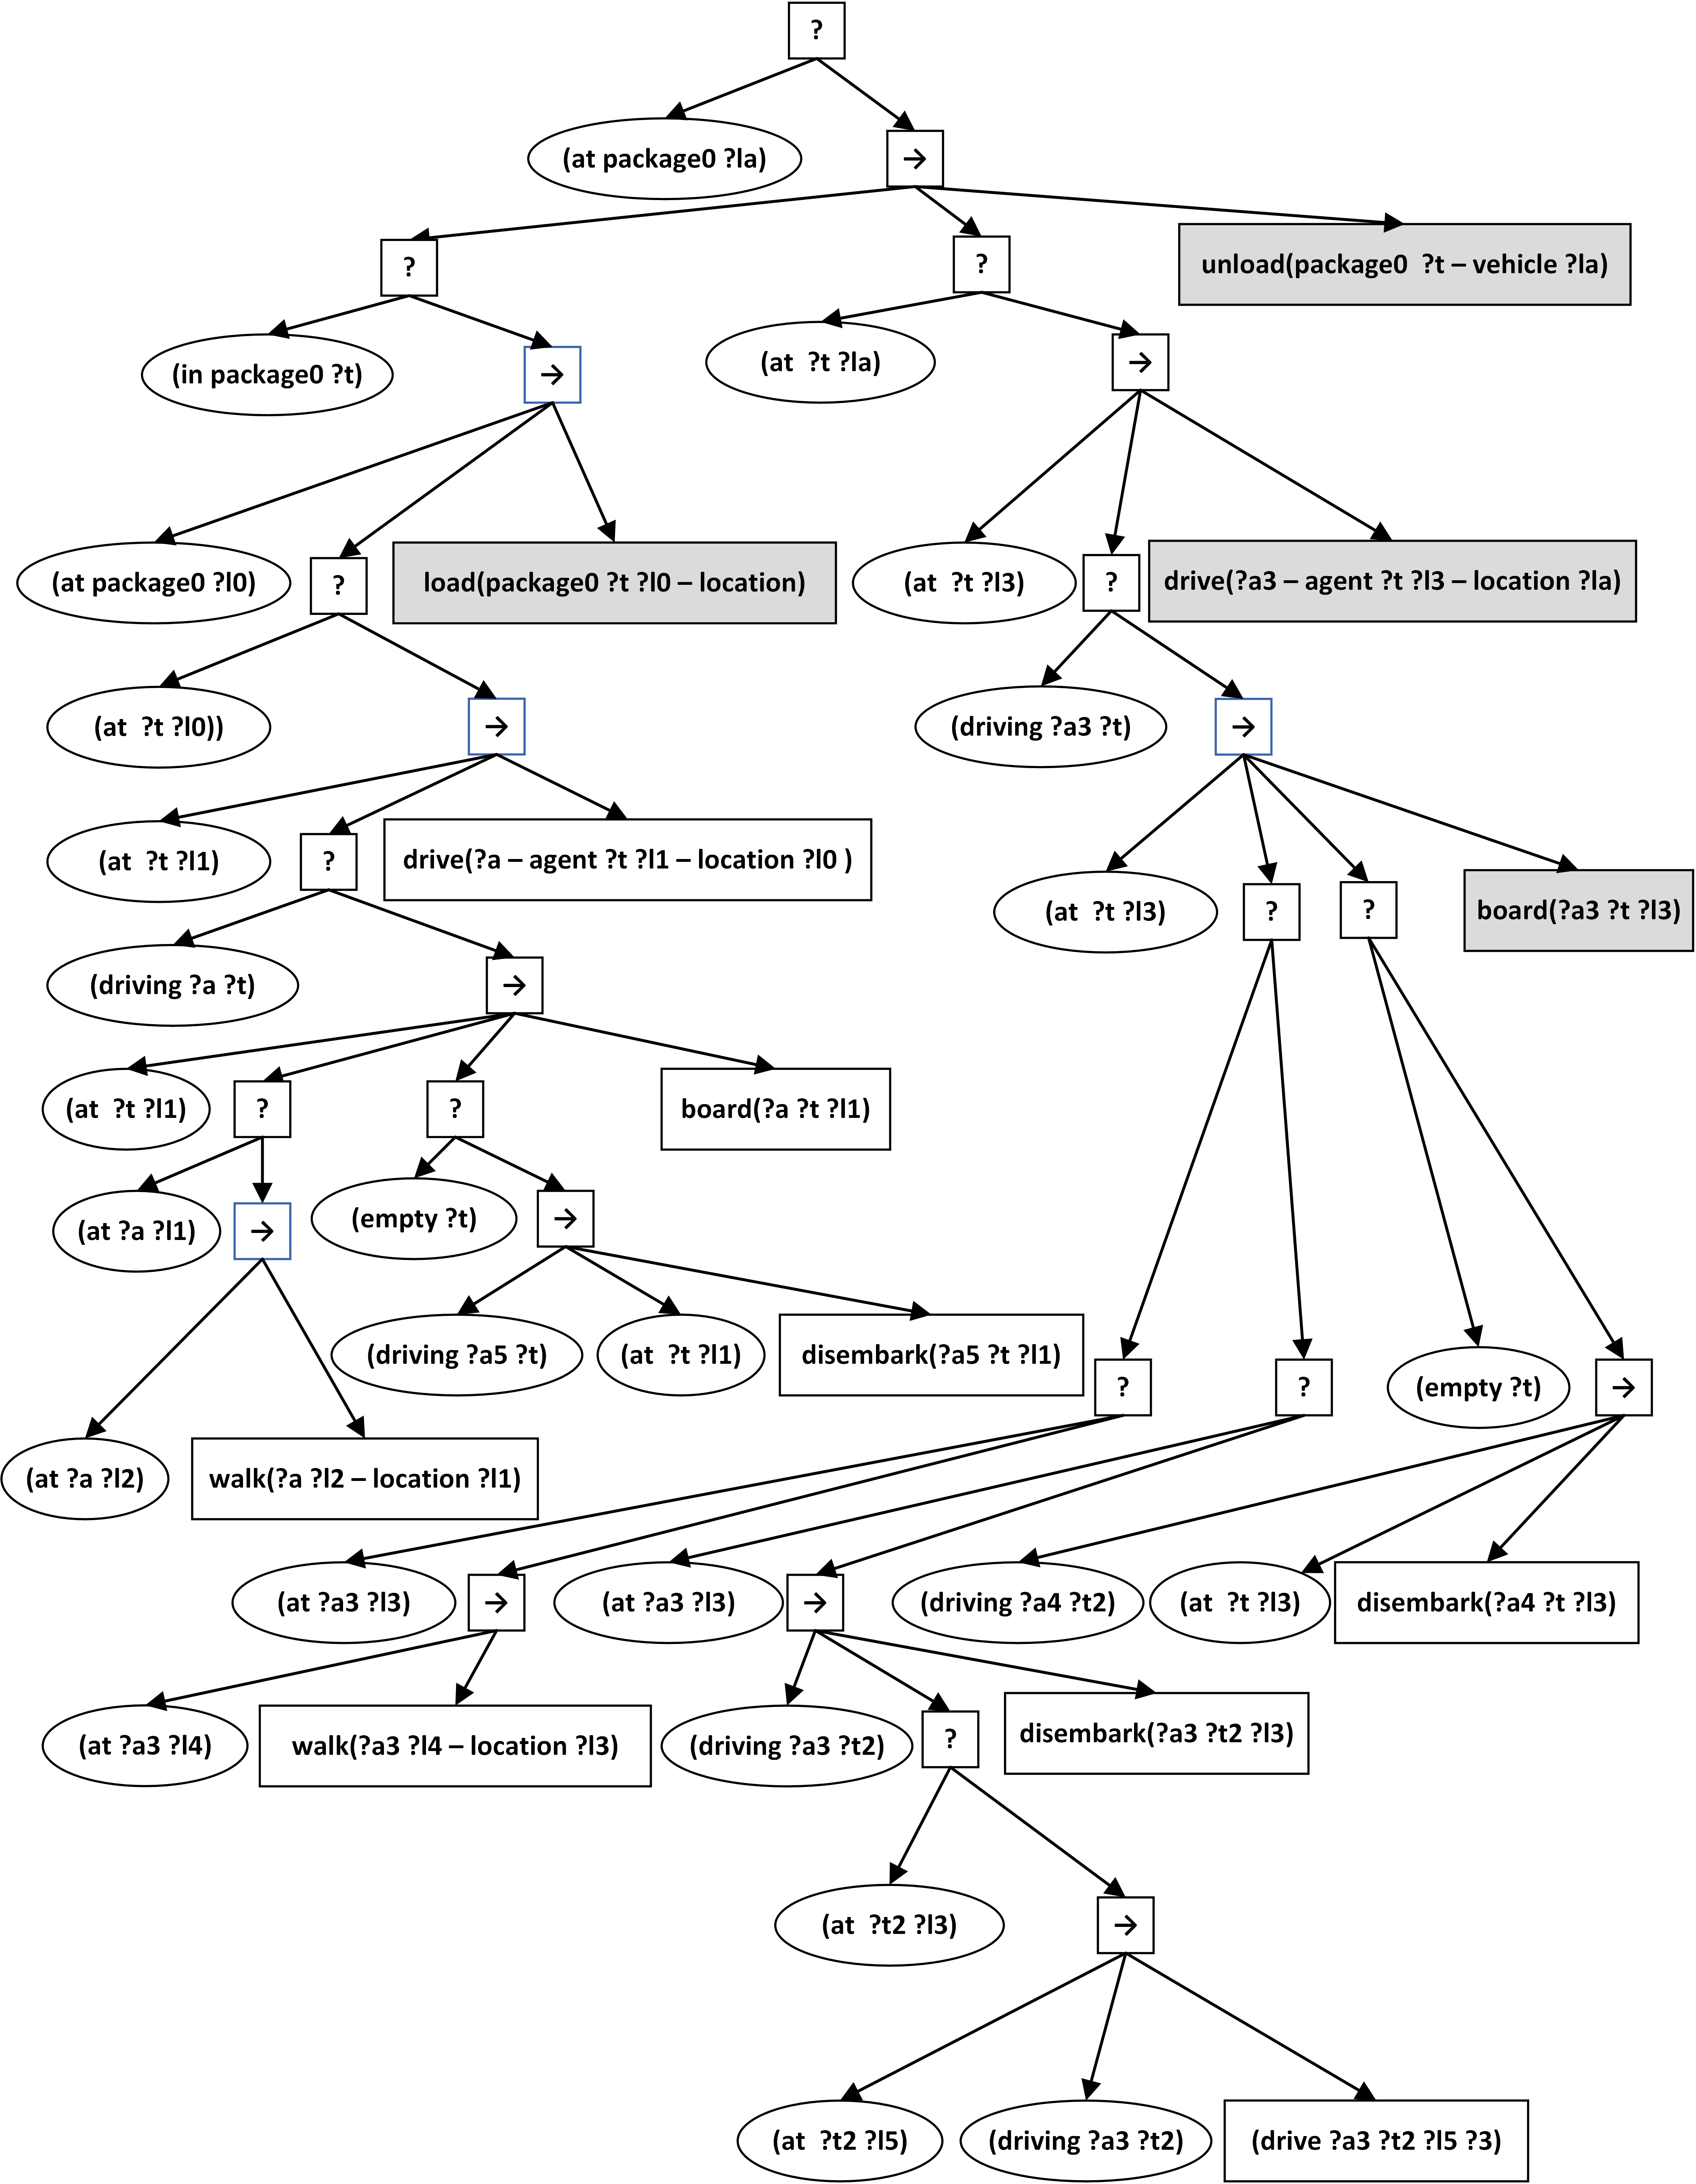 ?
(at package0 ?la)
→
?
?
unload(package0 ?t – vehicle ?la)
(in package0 ?t)
→
(at ?t ?la)
→
(at package0 ?l0)
?
load(package0 ?t ?l0 – location)
(at ?t ?l3)
?
drive(?a3 – agent ?t ?l3 – location ?la)
(at ?t ?l0))
→
(driving ?a3 ?t)
→
(at ?t ?l1)
?
drive(?a – agent ?t ?l1 – location ?l0 )
(at ?t ?l3)
?
?
board(?a3 ?t ?l3)
(driving ?a ?t)
→
(at ?t ?l1)
?
?
board(?a ?t ?l1)
(at ?a ?l1)
→
(empty ?t)
→
(driving ?a5 ?t)
(at ?t ?l1)
disembark(?a5 ?t ?l1)
?
?
(empty ?t)
→
(at ?a ?l2)
walk(?a ?l2 – location ?l1)
(at ?a3 ?l3)
→
(at ?a3 ?l3)
→
(driving ?a4 ?t2)
(at ?t ?l3)
disembark(?a4 ?t ?l3)
(at ?a3 ?l4)
walk(?a3 ?l4 – location ?l3)
(driving ?a3 ?t2)
?
disembark(?a3 ?t2 ?l3)
(at ?t2 ?l3)
→
(at ?t2 ?l5)
(driving ?a3 ?t2)
(drive ?a3 ?t2 ?l5 ?3)